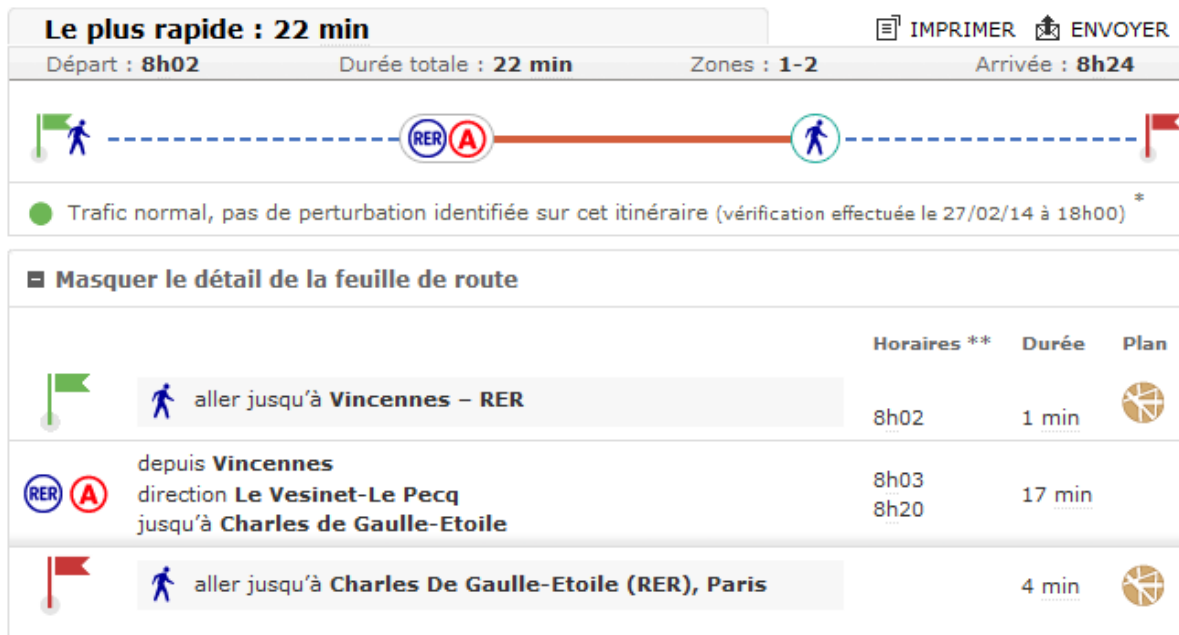 Le plus rapide : 22 min
IMPRIMER ENVOYER
Départ : 8h02 Durée totale : 22 min Zones : 1-2 Arrivée : 8h24
RER A
Trafic normal, pas de perturbation identifiée sur cet itinéraire (vérification effectuée le 27/02/14 à 18h00) *
Masquer le détail de la feuille de route
Horaires ** Durée Plan
aller jusqu'à Vincennes – RER
8h02 1 min
RER A
depuis Vincennes
direction Le Vesinet-Le Pecq
jusqu'à Charles de Gaulle-Etoile
8h03
8h20
17 min
aller jusqu'à Charles De Gaulle-Etoile (RER), Paris
4 min